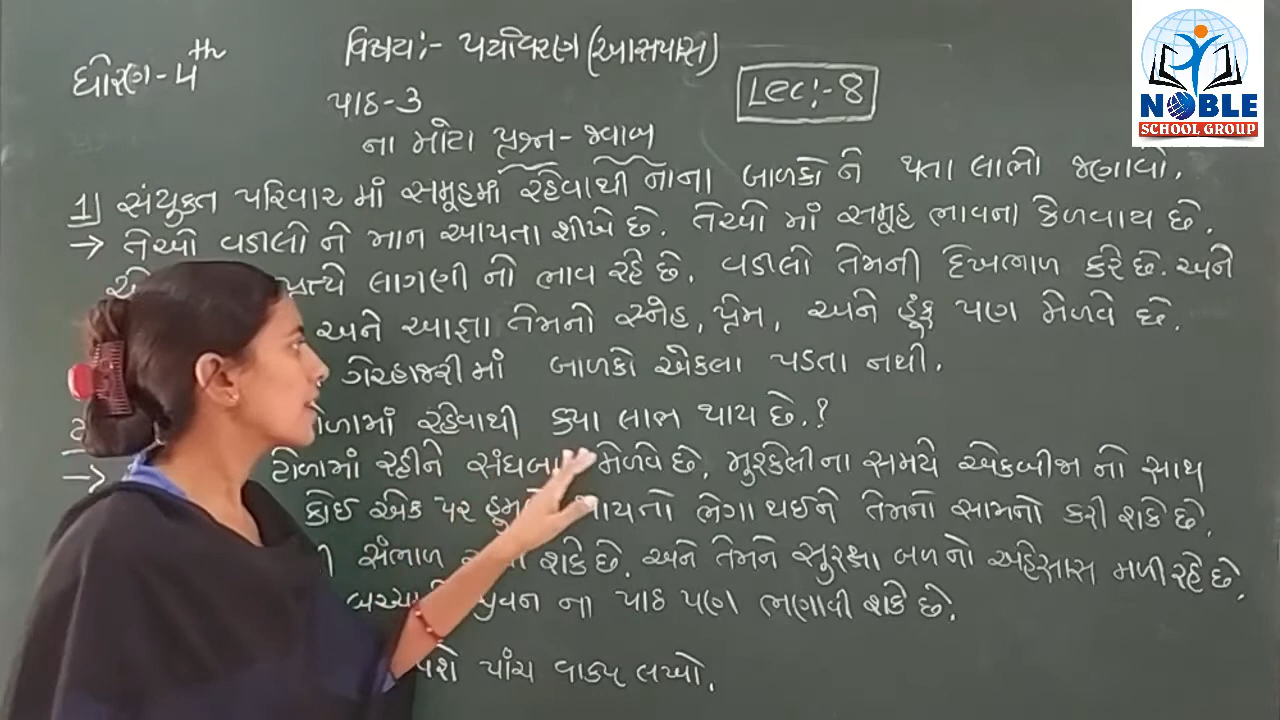 ધોરણ-4th
વિષય:- પર્યાવરણ (આસપાસ)
પાઠ-3
Lec:-8
ના મોટા પ્રશ્ન-જવાબ
NOBLE
SCHOOL GROUP
1) સંયુક્ત પરિવાર માં સમૂહમાં રહેવાથી નાના બાળકો ને થતા લાભો જણાવો.
→ તેઓ વડીલો ને માન આપતા શીખે છે. તેઓ માં સમૂહ ભાવના કેળવાય છે.
પ્રત્યે લાગણી નો ભાવ રહે છે. વડીલો તેમની દેખભાળ કરે છે. અને
અને આજ્ઞા તેમનો સ્નેહ, પ્રેમ, અને હૂંફ પણ મેળવે છે.
ગેરહાજરી માં બાળકો એકલા પડતા નથી.
રહેવાથી કયા લાભ થાય છે.?
→ ટોળામાં રહીને મેળવે છે. મુશ્કેલીના સમયે એકબીજા નો સાથ
કોઈ એક પર થાય તો ભેગા થઈને તેમનો સામનો કરી શકે છે.
સંભાળ શકે છે. અને તેમને સુરક્ષા બળ નો અહેસાસ મળી રહે છે.
ના પાઠ પણ ભણાવી શકે છે.
પાંચ વાક્ય લખો.